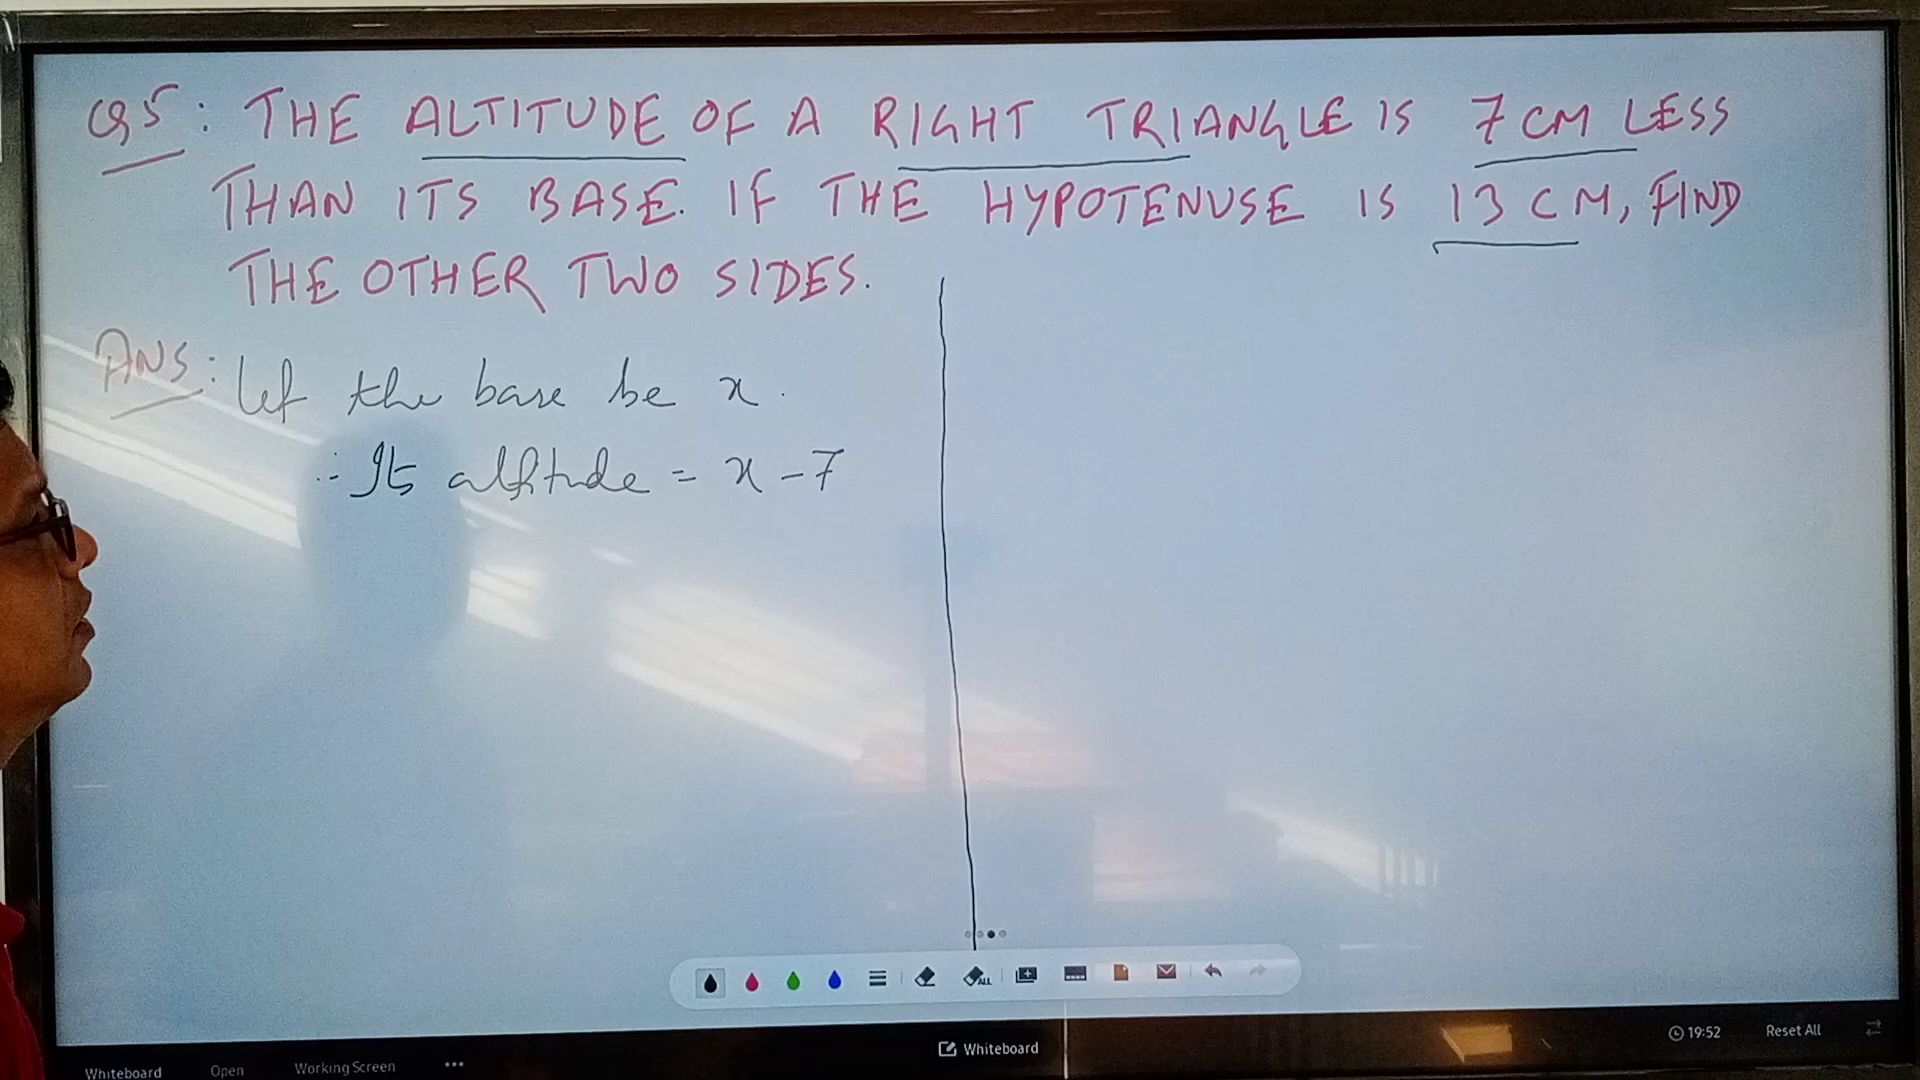 Q5: THE ALTITUDE OF A RIGHT TRIANGLE IS 7 CM LESS
THAN ITS BASE. IF THE HYPOTENUSE IS 13 CM, FIND
THE OTHER TWO SIDES.
ANS: Let the base be x.
∴ Its altitude = x - 7
ALL
19:52
Reset All
Whiteboard
Whiteboard
Open
Working Screen